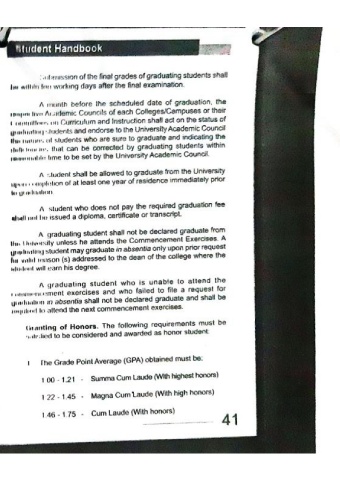 Student Handbook
Submission of the final grades of graduating students shall
be within four working days after the final examination.
A month before the scheduled date of graduation, the
respective Academic Councils of each Colleges/Campuses or their
Committees on Curriculum and Instruction shall act on the status of
graduating students and endorse to the University Academic Council
the names of students who are sure to graduate and indicating the
deficiencies that can be corrected by graduating students within
reasonable time to be set by the University Academic Council.
A student shall be allowed to graduate from the University
upon completion of at least one year of residence immediately prior
to graduation.
A student who does not pay the required graduation fee
shall not be issued a diploma, certificate or transcript.
A graduating student shall not be declared graduate from
the University unless he attends the Commencement Exercises. A
graduating student may graduate in absentia only upon prior request
for valid reason (s) addressed to the dean of the college where the
student will earn his degree.
A graduating student who is unable to attend the
commencement exercises and who failed to file a request for
graduation in absentia shall not be declared graduate and shall be
required to attend the next commencement exercises.
Granting of Honors. The following requirements must be
satisfied to be considered and awarded as honor student:
1 The Grade Point Average (GPA) obtained must be:
1.00 - 1.21 - Summa Cum Laude (With highest honors)
1.22 - 1.45 - Magna Cum Laude (With high honors)
1.46 - 1.75 - Cum Laude (With honors)
41